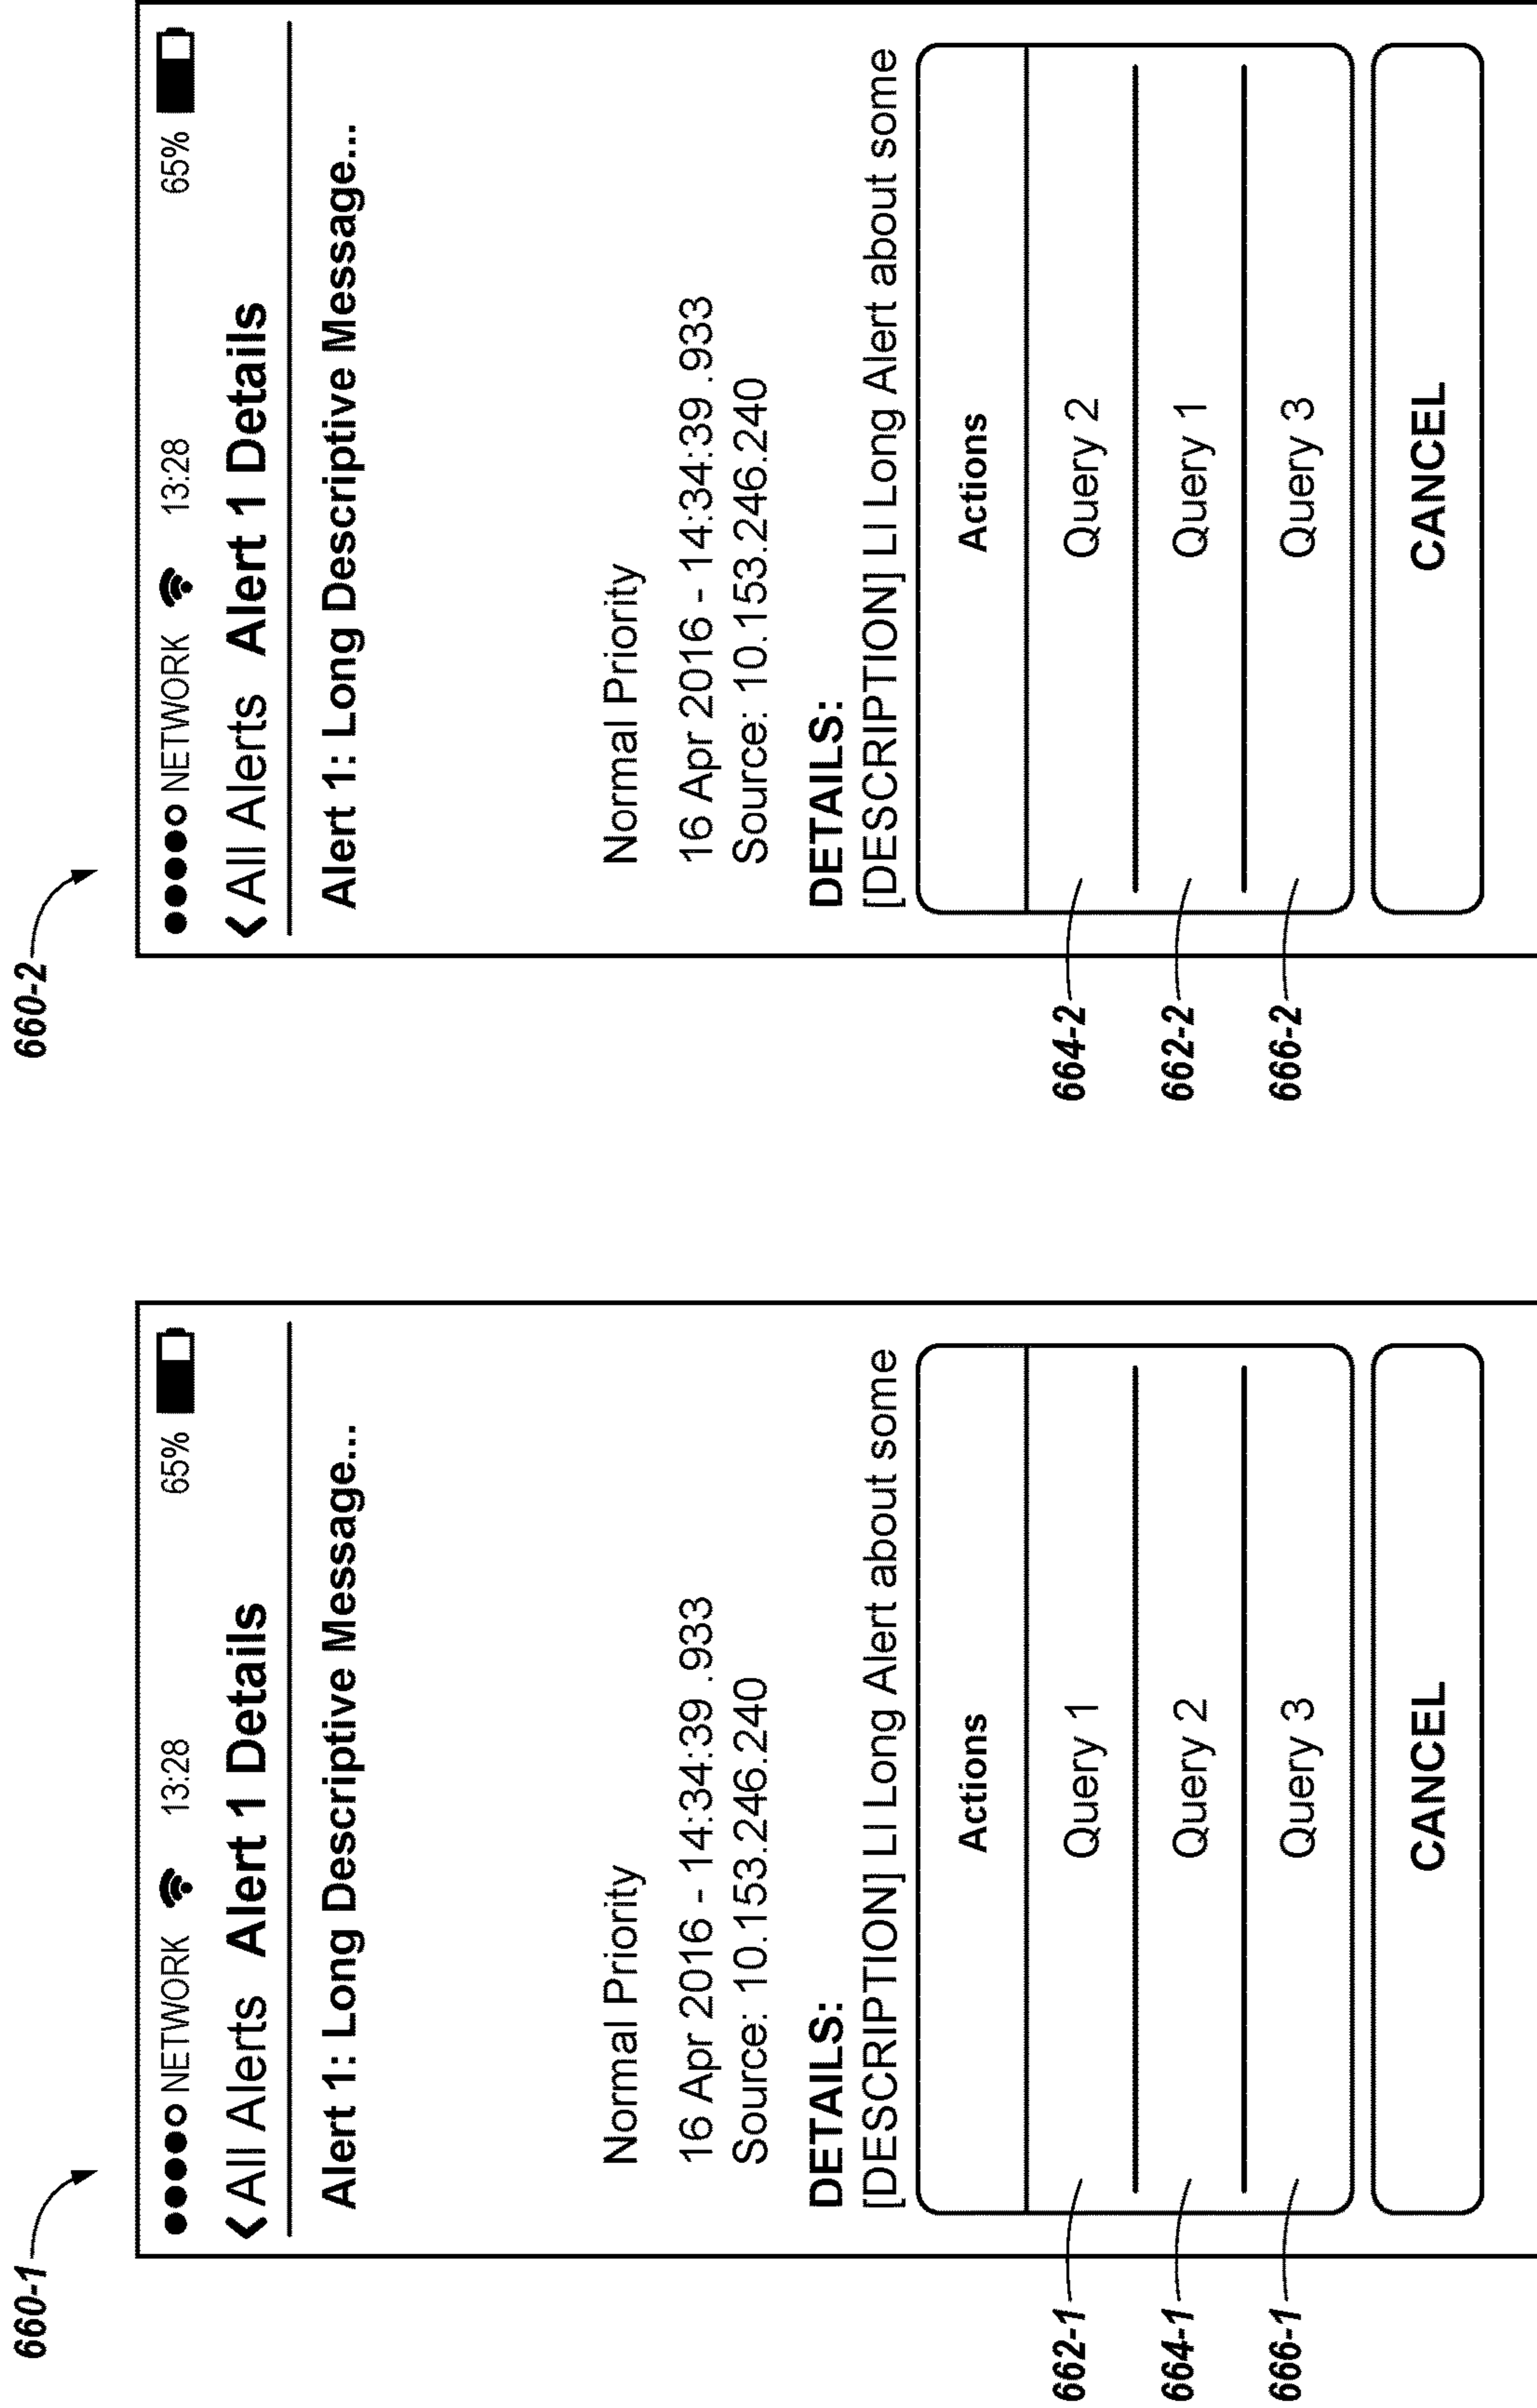 660-1
NETWORK 13:28 65%
All Alerts Alert 1 Details
Alert 1: Long Descriptive Message...
Normal Priority
16 Apr 2016 - 14:34:39 .933
Source: 10.153.246.240
DETAILS:
[DESCRIPTION] LI Long Alert about some
Actions
662-1 Query 1
664-1 Query 2
666-1 Query 3
CANCEL
660-2
NETWORK 13:28 65%
All Alerts Alert 1 Details
Alert 1: Long Descriptive Message...
Normal Priority
16 Apr 2016 - 14:34:39 .933
Source: 10.153.246.240
DETAILS:
[DESCRIPTION] LI Long Alert about some
Actions
664-2 Query 2
662-2 Query 1
666-2 Query 3
CANCEL